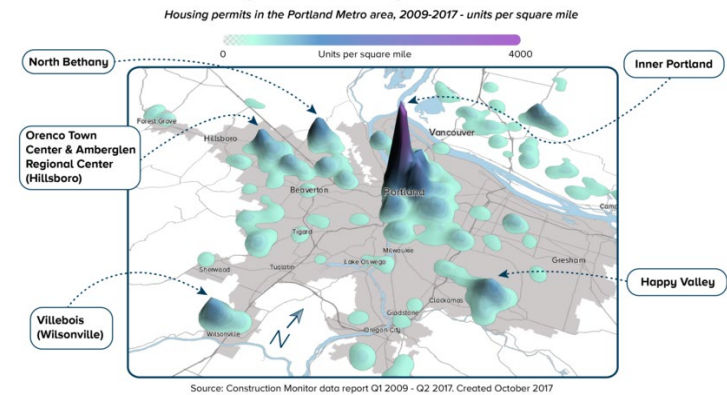 Housing permits in the Portland Metro area, 2009-2017 - units per square mile
0
Units per square mile
4000
North Bethany
Inner Portland
Orenco Town
Center & Amberglen
Regional Center
(Hillsboro)
Forest Grove
Hillsboro
Vancouver
Beaverton
Portland
Tigard
Milwaukie
Gresham
Sherwood
Tualatin
Lake Oswego
Happy Valley
Clackamas
Gladstone
Villebois
(Wilsonville)
Wilsonville
N
Oregon City
Source: Construction Monitor data report Q1 2009 - Q2 2017. Created October 2017